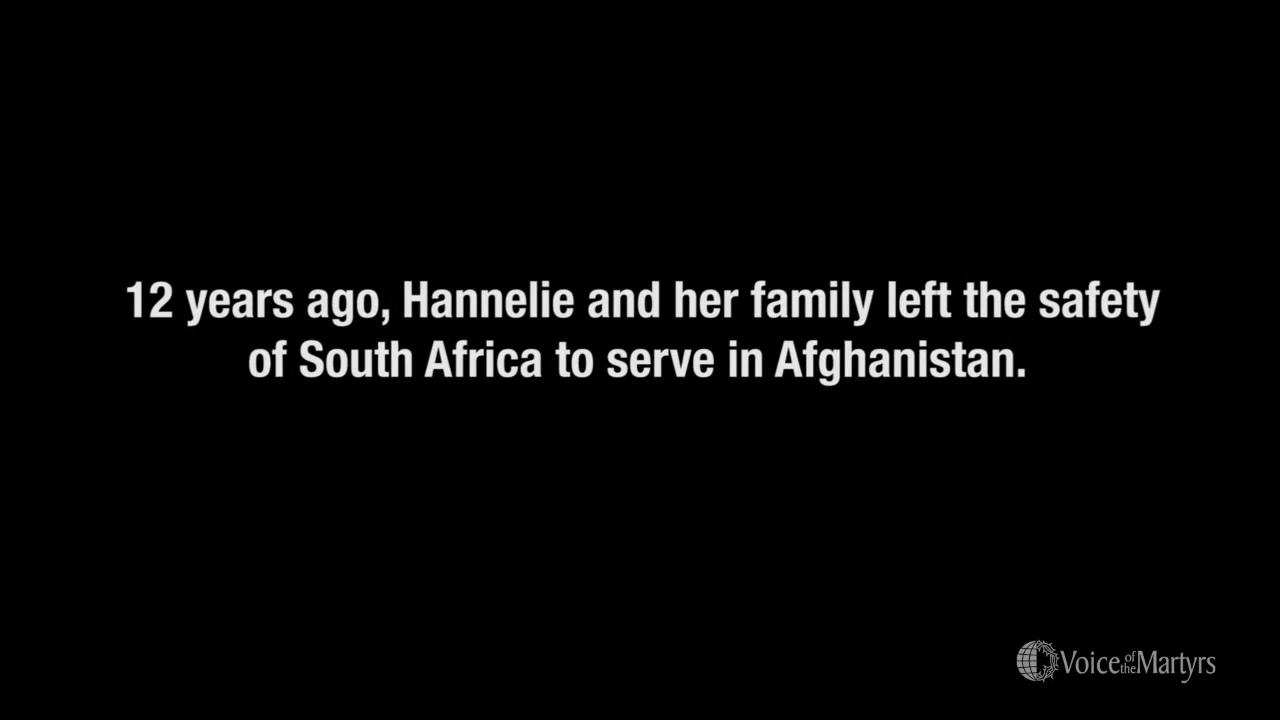 12 years ago, Hannelie and her family left the safety
of South Africa to serve in Afghanistan.
Voice of the Martyrs